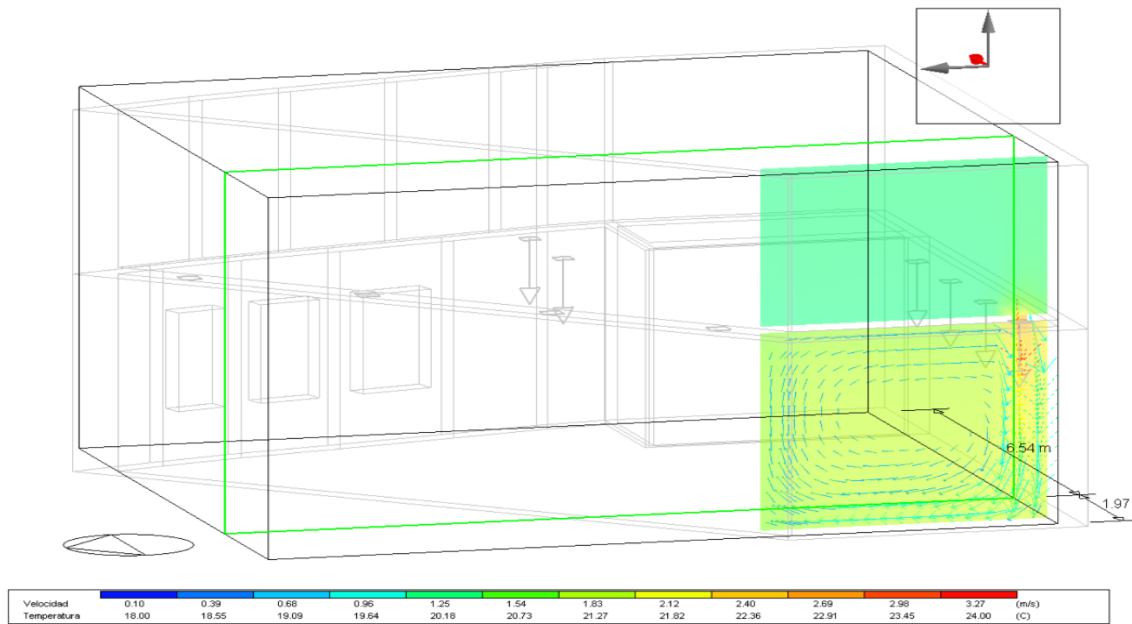 6.54 m
1.97
Velocidad 0.10 0.39 0.68 0.96 1.25 1.54 1.83 2.12 2.40 2.69 2.98 3.27 (m/s)
Temperatura 18.00 18.55 19.09 19.64 20.18 20.73 21.27 21.82 22.36 22.91 23.45 24.00 (C)